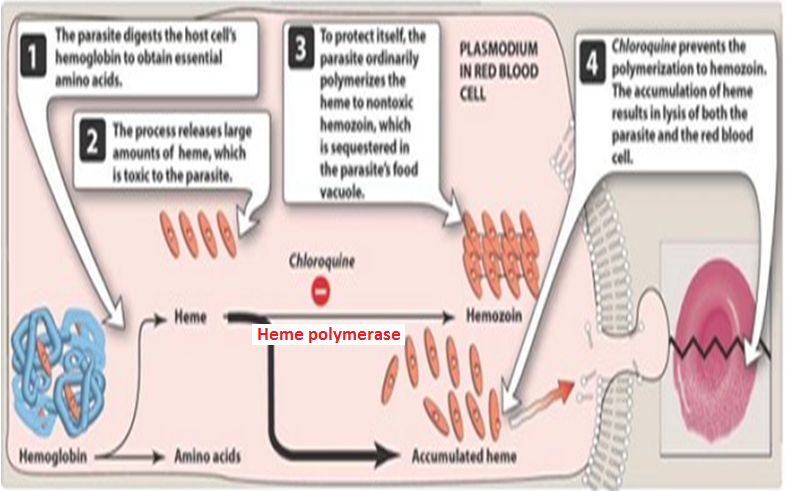 1
The parasite digests the host cell's
hemoglobin to obtain essential
amino acids.
2
The process releases large
amounts of heme, which
is toxic to the parasite.
3
To protect itself, the
parasite ordinarily
polymerizes the
heme to nontoxic
hemozoin, which
is sequestered in
the parasite's food
vacuole.
PLASMODIUM
IN RED BLOOD
CELL
4
Chloroquine prevents the
polymerization to hemozoin.
The accumulation of heme
results in lysis of both the
parasite and the red blood
cell.
Chloroquine
Heme
Hemozoin
Heme polymerase
Hemoglobin
Amino acids
Accumulated heme